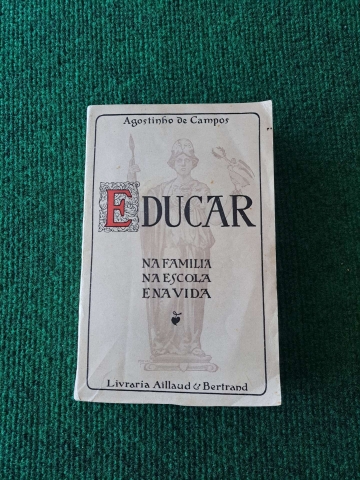 Agostinho de Campos
EDUCAR
NA FAMILIA
NA ESCOLA
E NA VIDA
Livraria Aillaud & Bertrand